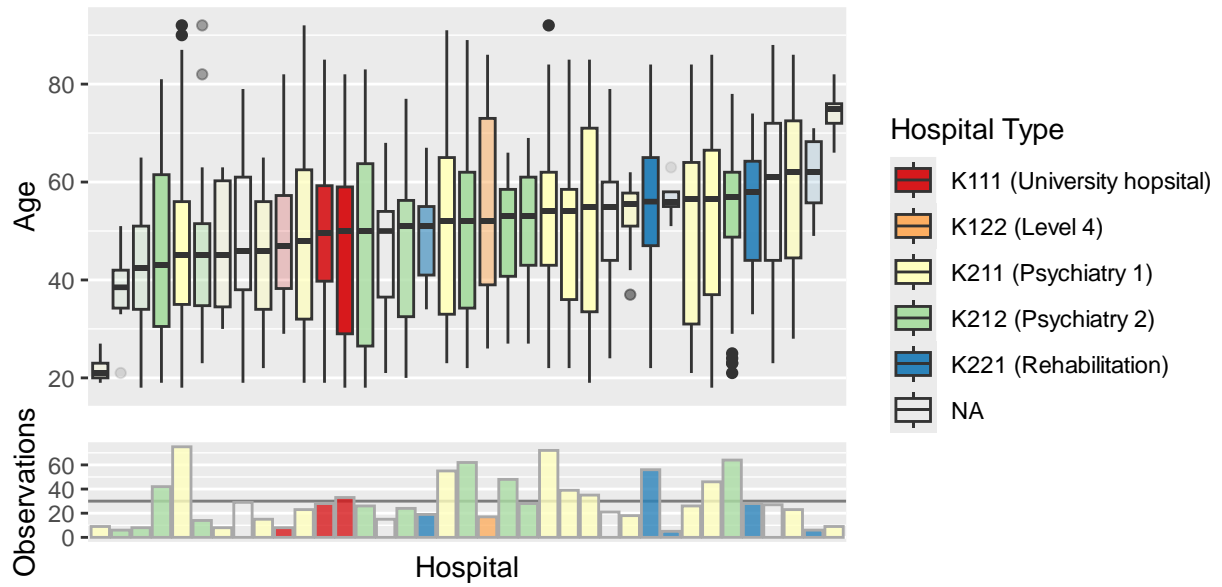 80
60
40
20
Age
60
40
20
0
Observations
Hospital
Hospital Type
K111 (University hopsital)
K122 (Level 4)
K211 (Psychiatry 1)
K212 (Psychiatry 2)
K221 (Rehabilitation)
NA